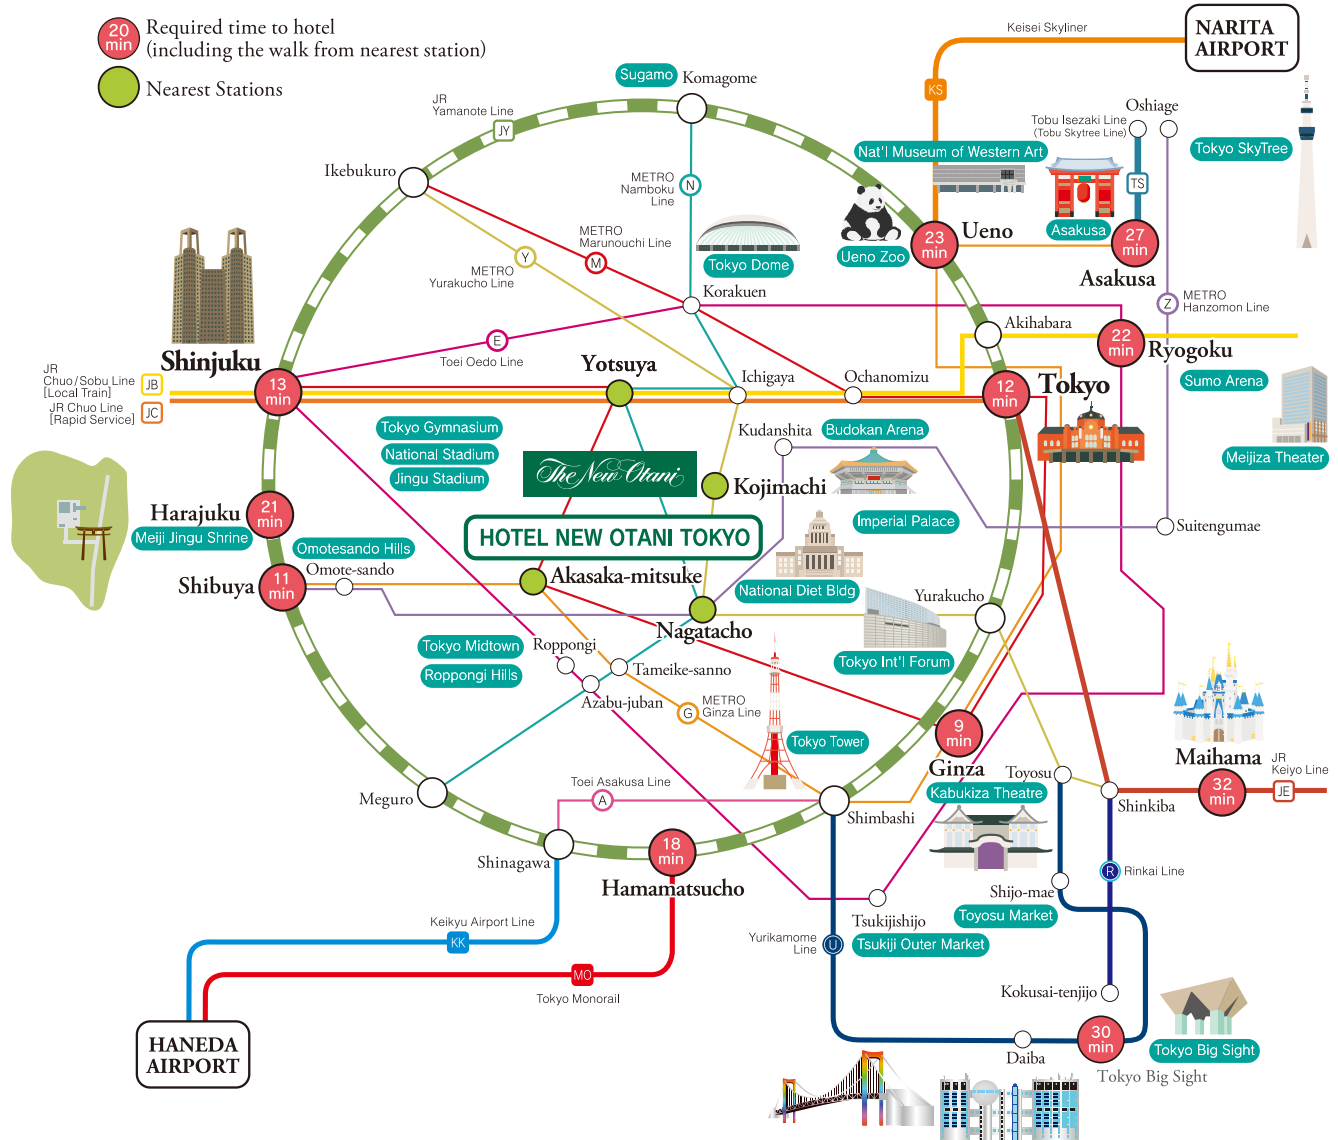 20
min
Required time to hotel
(including the walk from nearest station)
Nearest Stations
Keisei Skyliner
NARITA
AIRPORT
KS
Sugamo
Komagome
JR
Yamanote Line
JY
Oshiage
Tobu Isezaki Line
(Tobu Skytree Line)
Tokyo SkyTree
Nat'l Museum of Western Art
TS
Ikebukuro
METRO
Namboku
Line
N
METRO
Marunouchi Line
M
Y
METRO
Yurakucho Line
Tokyo Dome
Ueno Zoo
23
min
Ueno
Asakusa
27
min
Asakusa
Korakuen
Z
METRO
Hanzomon Line
E
Toei Oedo Line
Akihabara
22
min
Ryogoku
Sumo Arena
Shinjuku
13
min
JR
Chuo/Sobu Line
[Local Train]
JB
JR Chuo Line
[Rapid Service]
JC
Yotsuya
Ichigaya
Ochanomizu
12
min
Tokyo
Tokyo Gymnasium
National Stadium
Jingu Stadium
Kudanshita
Budokan Arena
Meijiza Theater
The New Otani
Kojimachi
HOTEL NEW OTANI TOKYO
Imperial Palace
Suitengumae
Harajuku
21
min
Meiji Jingu Shrine
Omotesando Hills
Omote-sando
Shibuya
11
min
Akasaka-mitsuke
National Diet Bldg
Yurakucho
Nagatacho
Tokyo Midtown
Roppongi
Roppongi Hills
Tameike-sanno
Azabu-juban
Tokyo Int'l Forum
G
METRO
Ginza Line
Tokyo Tower
9
min
Ginza
Kabukiza Theatre
Toyosu
Maihama
32
min
JR
Keiyo Line
JE
Shinkiba
Meguro
Toei Asakusa Line
A
Shimbashi
Shinagawa
18
min
Hamamatsucho
R
Rinkai Line
Shijo-mae
Toyosu Market
Tsukijishijo
Tsukiji Outer Market
Yurikamome
Line
U
Keikyu Airport Line
KK
MO
Tokyo Monorail
HANEDA
AIRPORT
Kokusai-tenjijo
Daiba
30
min
Tokyo Big Sight
Tokyo Big Sight